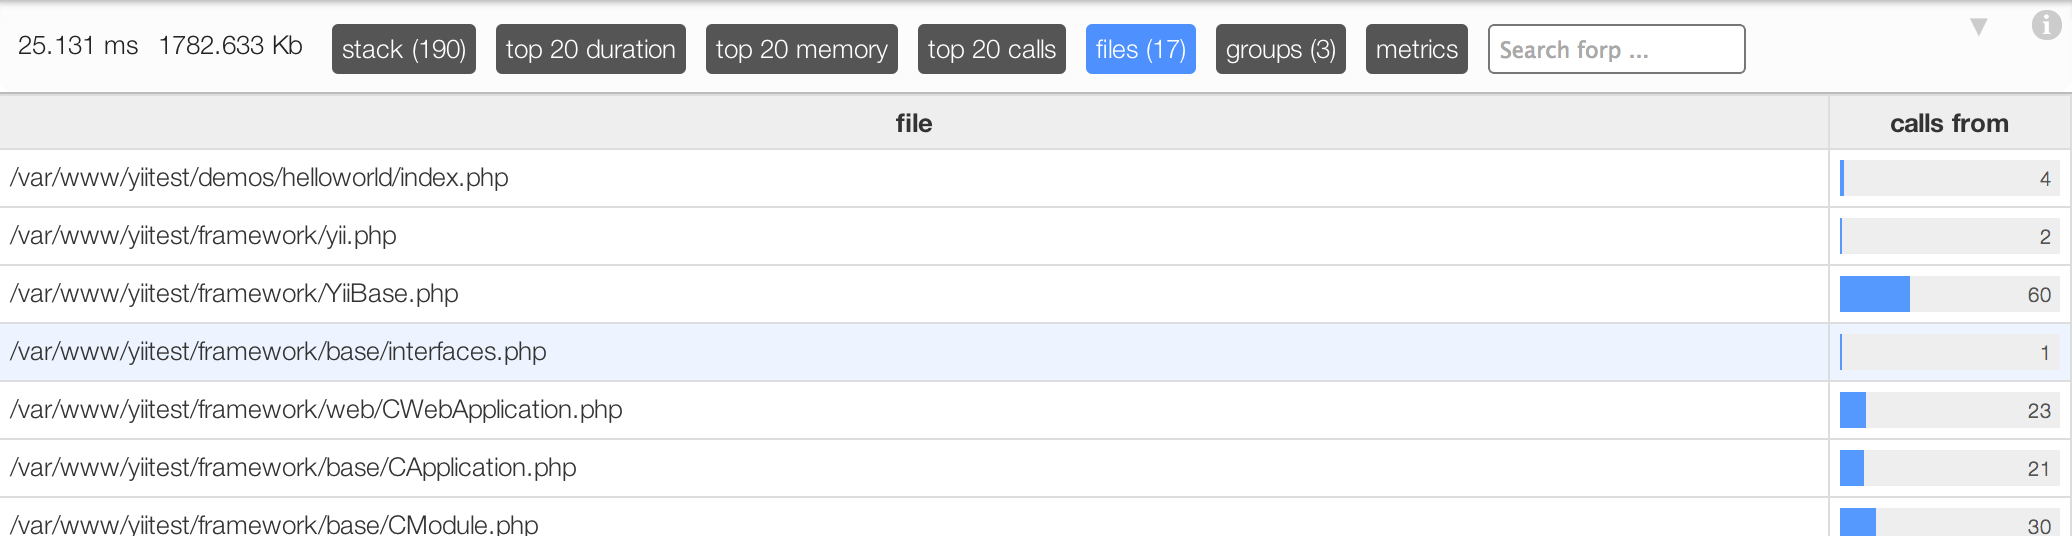 25.131 ms 1782.633 Kb stack (190) top 20 duration top 20 memory top 20 calls files (17) groups (3) metrics Search forp ... ▼ i
file calls from
/var/www/yiitest/demos/helloworld/index.php 4
/var/www/yiitest/framework/yii.php 2
/var/www/yiitest/framework/YiiBase.php 60
/var/www/yiitest/framework/base/interfaces.php 1
/var/www/yiitest/framework/web/CWebApplication.php 23
/var/www/yiitest/framework/base/CApplication.php 21
/var/www/yiitest/framework/base/CModule.php 30